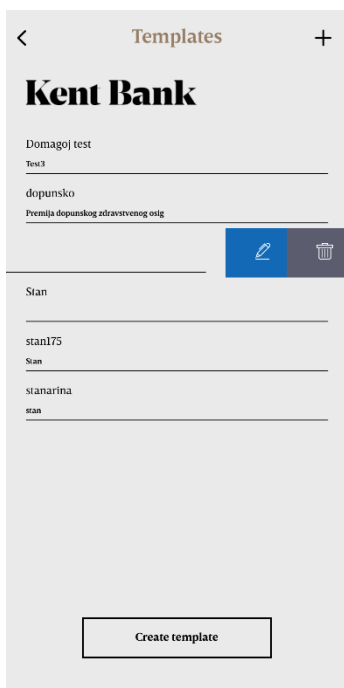 Templates
Kent Bank
Domagoj test
Test3
dopunsko
Premija dopunskog zdravstvenog osig
Stan
stan175
Stan
stanarina
stan
Create template